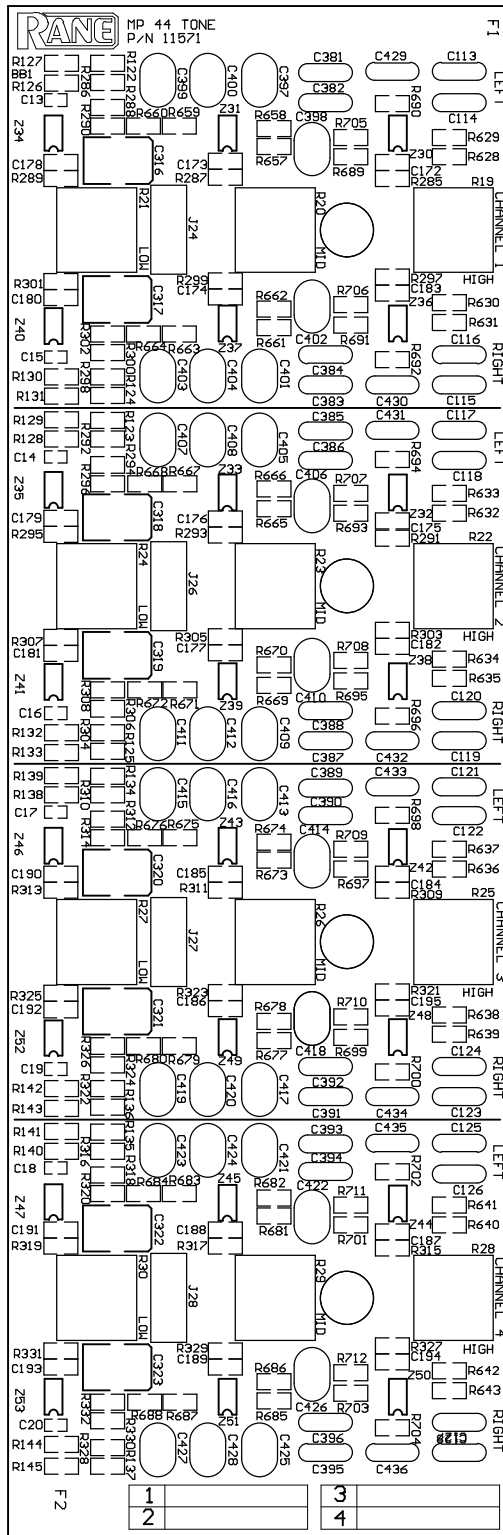 RANE
MP 44 TONE
P/N 11571
F1
R127
BB1
R126
C13
R286
R122
R288
R290
C399
C400
C397
C381
C382
C429
C113
LEFT
R690
C114
Z34
R660
R659
Z31
R658
R657
C398
R705
R689
R629
R628
C178
R289
C316
C173
R287
Z30
C172
R285
R19
R21
LOW
J24
R20
MID
CHANNEL 1
HIGH
R301
C180
C317
R299
C174
R662
R661
R706
R691
R297
C183
Z36
R630
R631
Z40
R302
R664
R663
Z37
C402
R692
C116
RIGHT
C15
R130
R131
R298
R300
R124
C403
C404
C401
C384
C383
C430
C115
R129
R128
C14
R292
R123
R294
R296
C407
C408
C405
C385
C386
C431
C117
LEFT
R694
C118
Z35
R668
R667
Z33
R666
R665
C406
R707
R693
R633
R632
C179
R295
C318
C176
R293
Z32
C175
R291
R22
R24
LOW
J26
R23
MID
CHANNEL 2
HIGH
R307
C181
C319
R305
C177
R670
R669
R708
R695
R303
C182
Z38
R634
R635
Z41
R308
R672
R671
Z39
C410
R696
C120
RIGHT
C16
R132
R133
R304
R306
R125
C411
C412
C409
C388
C387
C432
C119
R139
R138
C17
R310
R134
R312
R314
C415
C416
C413
C389
C390
C433
C121
LEFT
R698
C122
Z46
R676
R675
Z43
R674
R673
C414
R709
R697
R637
R636
C190
R313
C320
C185
R311
Z42
C184
R309
R25
R27
LOW
J27
R26
MID
CHANNEL 3
HIGH
R325
C192
C321
R323
C186
R678
R677
R710
R699
R321
C195
Z48
R638
R639
Z52
R326
R680
R679
Z49
C418
R700
C124
RIGHT
C19
R142
R143
R322
R324
R136
C419
C420
C417
C392
C391
C434
C123
R141
R140
C18
R316
R135
R318
R320
C423
C424
C421
C393
C394
C435
C125
LEFT
R702
C126
Z47
R684
R683
Z45
R682
R681
C422
R711
R701
R641
R640
C191
R319
C322
C188
R317
Z44
C187
R315
R28
R30
LOW
J28
R29
MID
CHANNEL 4
HIGH
R331
C193
C323
R329
C189
R686
R685
R712
R703
R327
C194
Z50
R642
R643
Z53
R332
R688
R687
Z51
C426
R704
RIGHT
C20
R144
R145
R328
R330
R137
C427
C428
C425
C396
C395
C436
F2
1
3
2
4